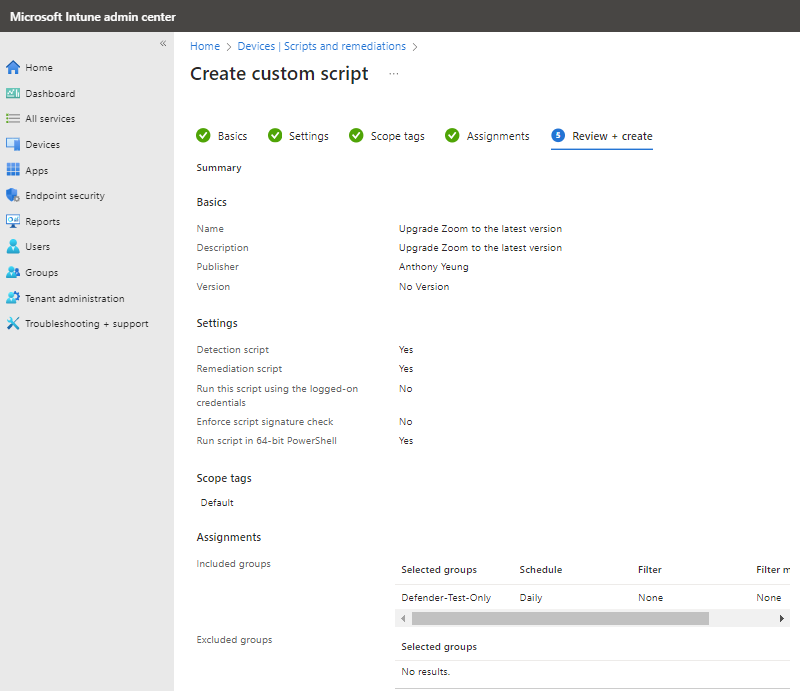 Microsoft Intune admin center
«
Home
Dashboard
All services
Devices
Apps
Endpoint security
Reports
Users
Groups
Tenant administration
Troubleshooting + support
Home > Devices | Scripts and remediations >
Create custom script ...
Basics Settings Scope tags Assignments 5 Review + create
Summary
Basics
Name Upgrade Zoom to the latest version
Description Upgrade Zoom to the latest version
Publisher Anthony Yeung
Version No Version
Settings
Detection script Yes
Remediation script Yes
Run this script using the logged-on No
credentials
Enforce script signature check No
Run script in 64-bit PowerShell Yes
Scope tags
Default
Assignments
Included groups
Selected groups Schedule Filter Filter m
Defender-Test-Only Daily None None
Excluded groups
Selected groups
No results.